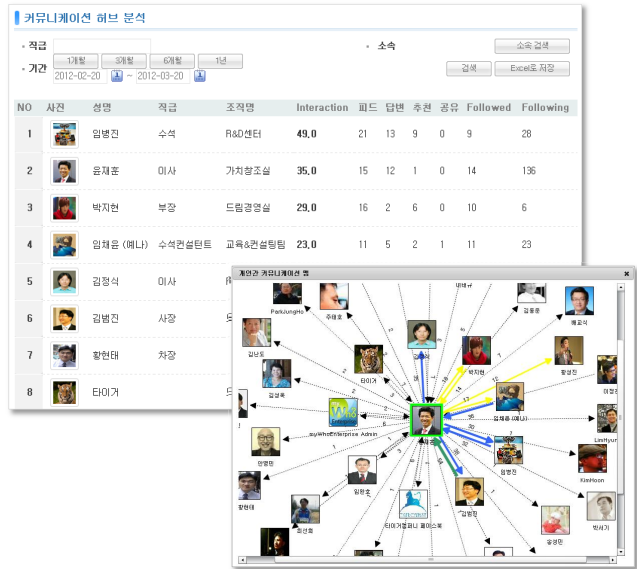 커뮤니케이션 허브 분석
직급
소속
소속 검색
기간
1개월 3개월 6개월 1년
2012-02-20 ~ 2012-03-20
검색 Excel로 저장
NO 사진 성명 직급 조직명 Interaction 피드 답변 추천 공유 Followed Following
1 임병진 수석 R&D센터 49,0 21 13 9 0 9 28
2 윤재훈 이사 가치창조실 35,0 15 12 1 0 14 136
3 박지현 부장 드림경영실 29,0 16 2 6 0 10 6
4 임채윤 (예나) 수석컨설턴트 교육&컨설팅팀 23,0 11 5 2 1 11 23
5 김정식 이사
6 김범진 사장
7 황현태 차장
8 타이거
개인간 커뮤니케이션 맵
ParkJungHo
주태호
김홍운
배교식
김난도
타이거
박지현
황성진
김성욱
임채윤 (예나)
이정
myWhoEnterprise Admin
LimHyun
안병민
임병진
KimHoon
황현태
임완호
김범진
박서기
최선희
타이거컴퍼니 페이스북
송성민